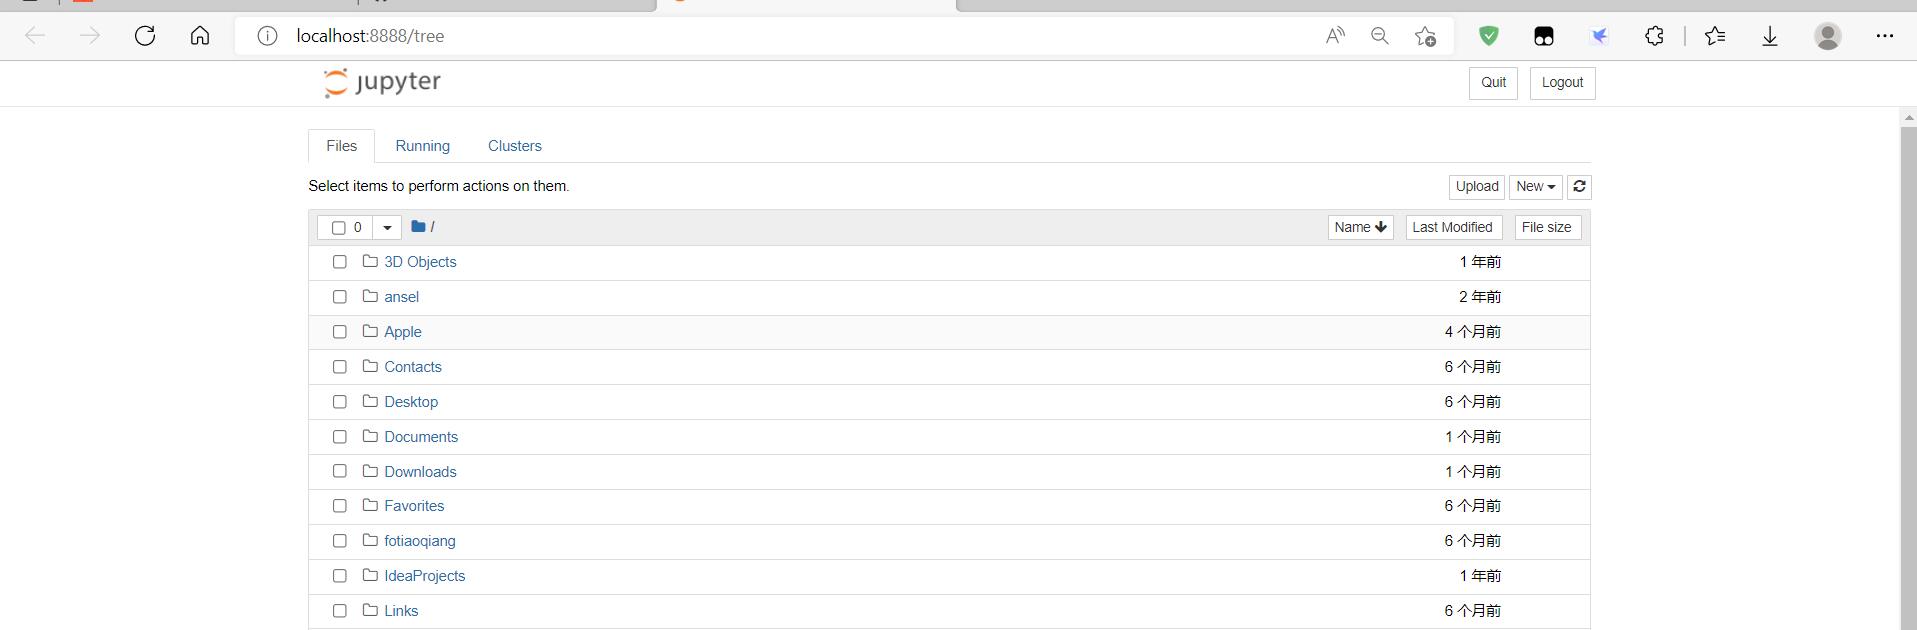 localhost:8888/tree
jupyter
Quit Logout
Files Running Clusters
Select items to perform actions on them.
Upload New
0 / Name Last Modified File size
3D Objects 1 年前
ansel 2 年前
Apple 4 个月前
Contacts 6 个月前
Desktop 6 个月前
Documents 1 个月前
Downloads 1 个月前
Favorites 6 个月前
fotiaoqiang 6 个月前
IdeaProjects 1 年前
Links 6 个月前